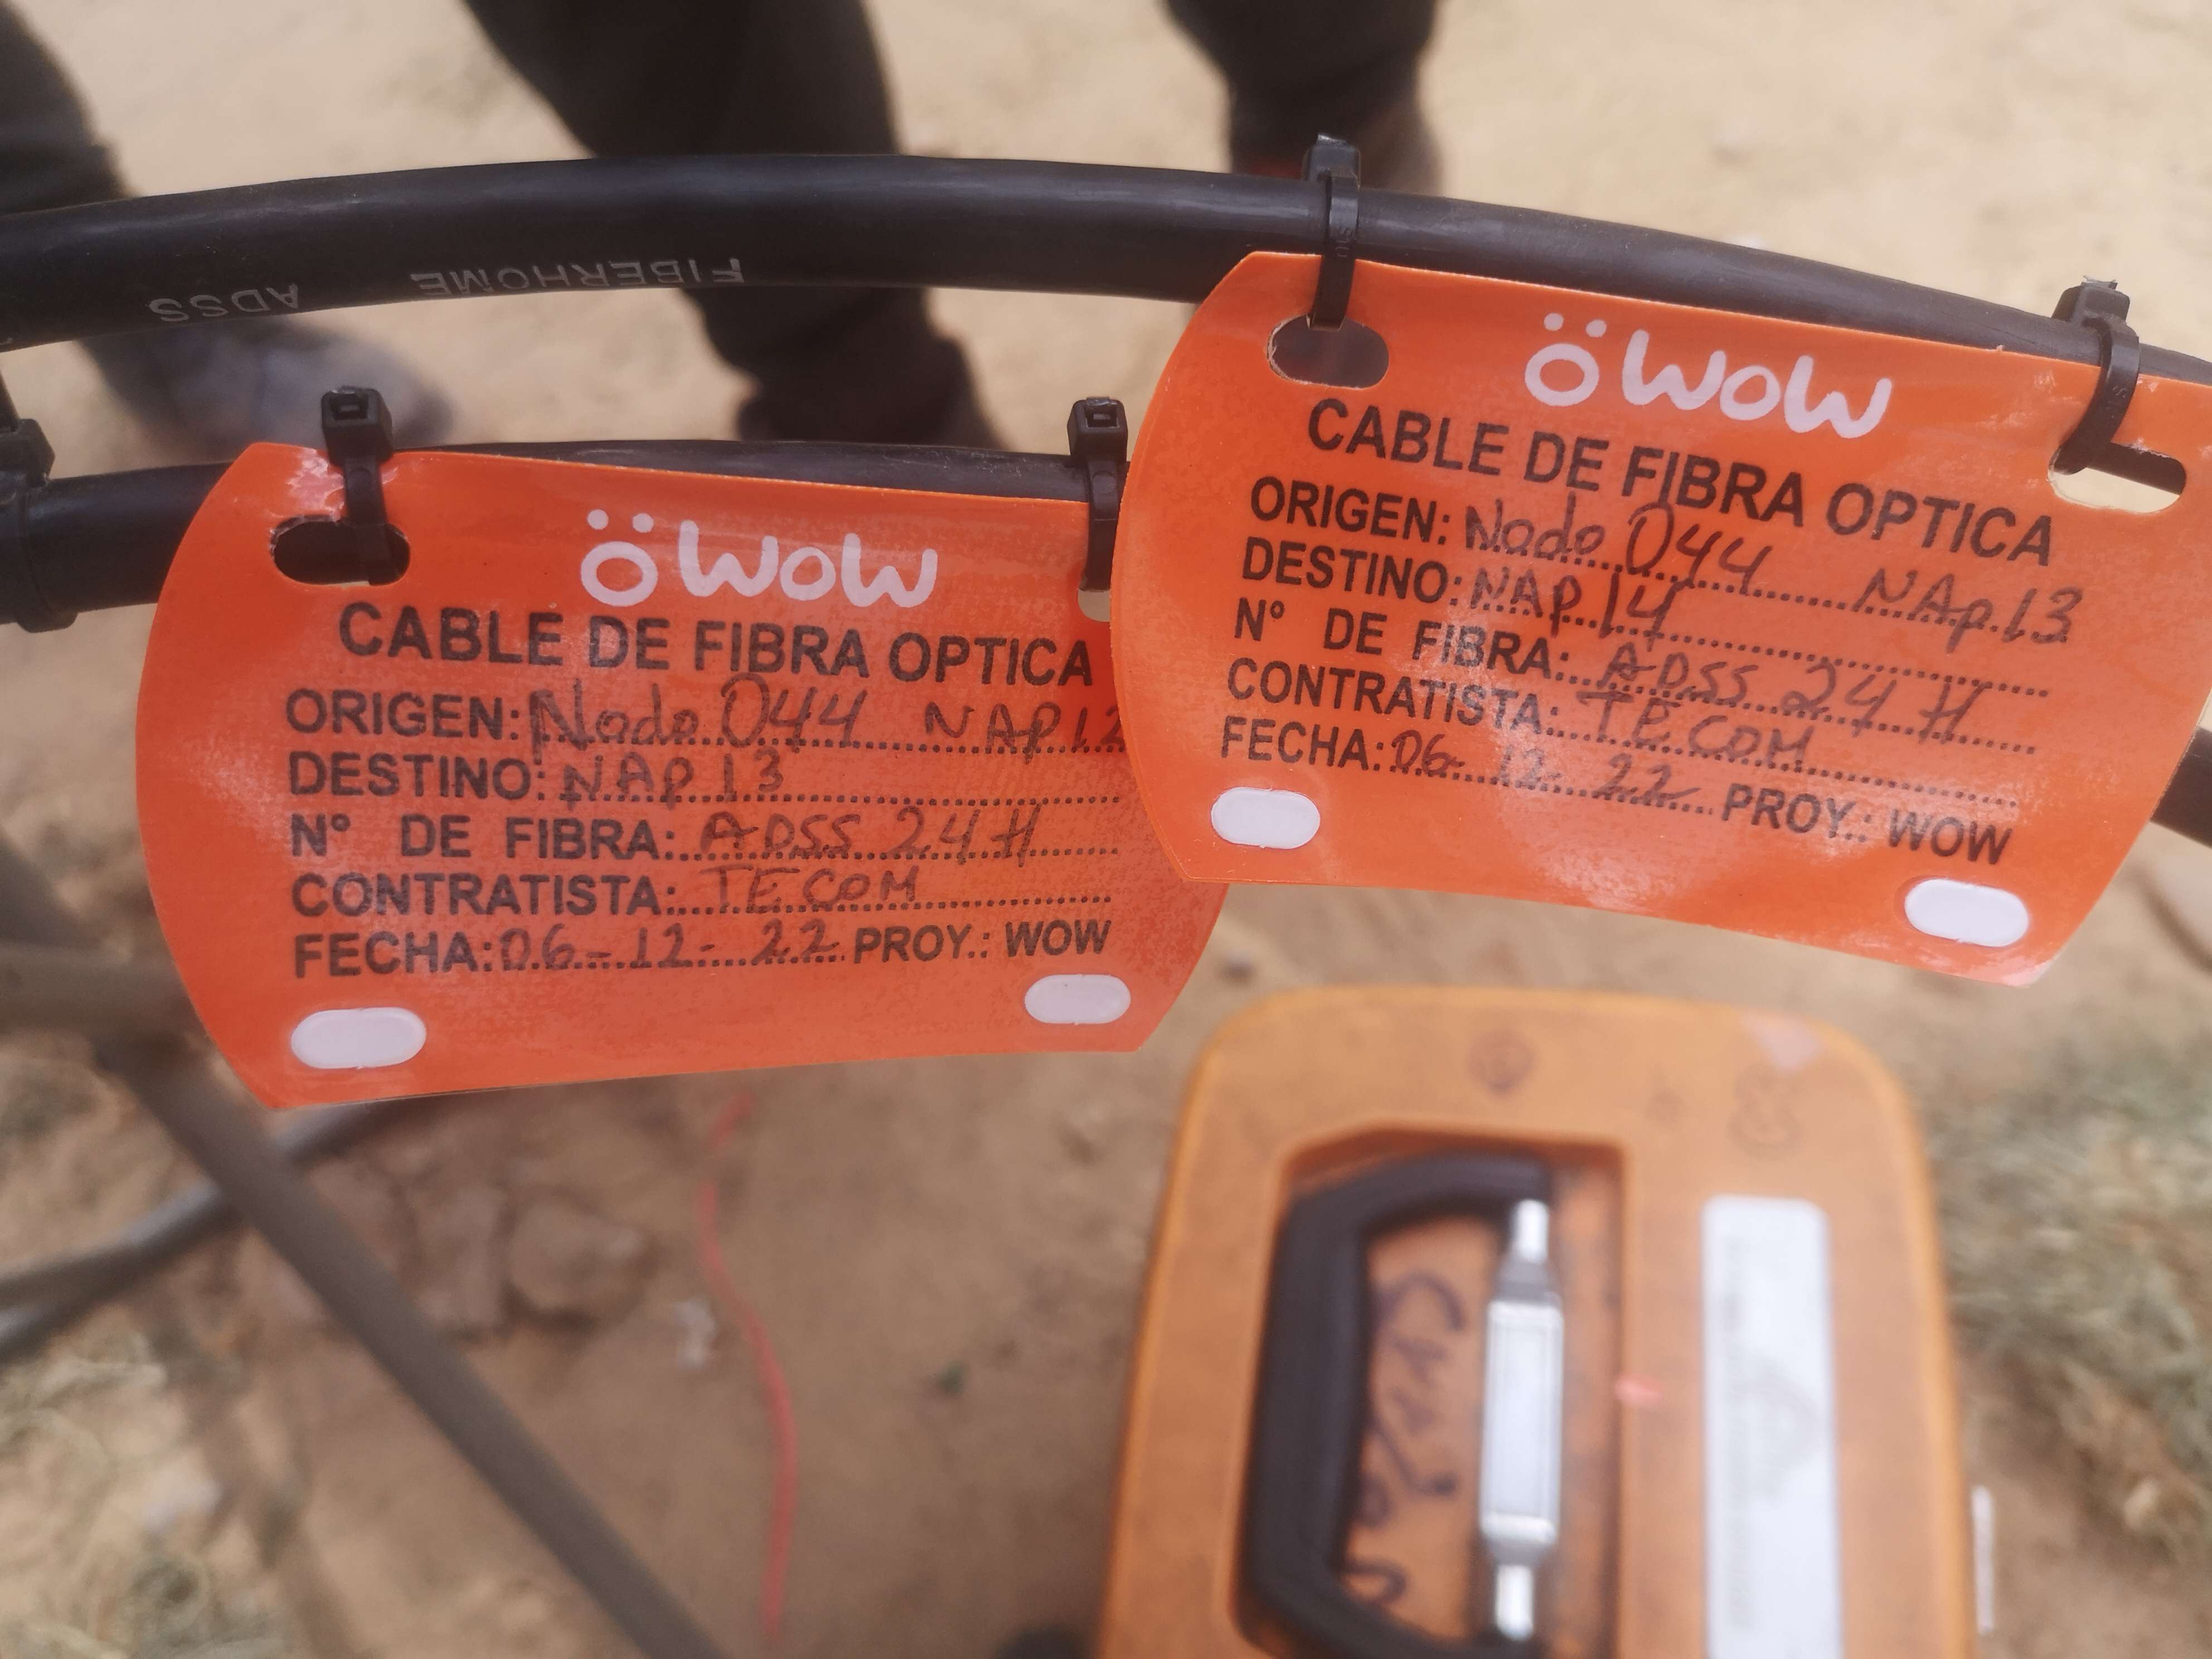 FIBERHOME ADSS
ö WOW
CABLE DE FIBRA OPTICA
ORIGEN: Nodo 044 NAP 12
DESTINO: NAP 13
N° DE FIBRA: ADSS 24 H
CONTRATISTA: TECOM
FECHA: 06-12-22 PROY.: WOW
ö WOW
CABLE DE FIBRA OPTICA
ORIGEN: Nodo 044 NAP 13
DESTINO: NAP 14
N° DE FIBRA: ADSS 24 H
CONTRATISTA: TECOM
FECHA: 06-12-22 PROY.: WOW